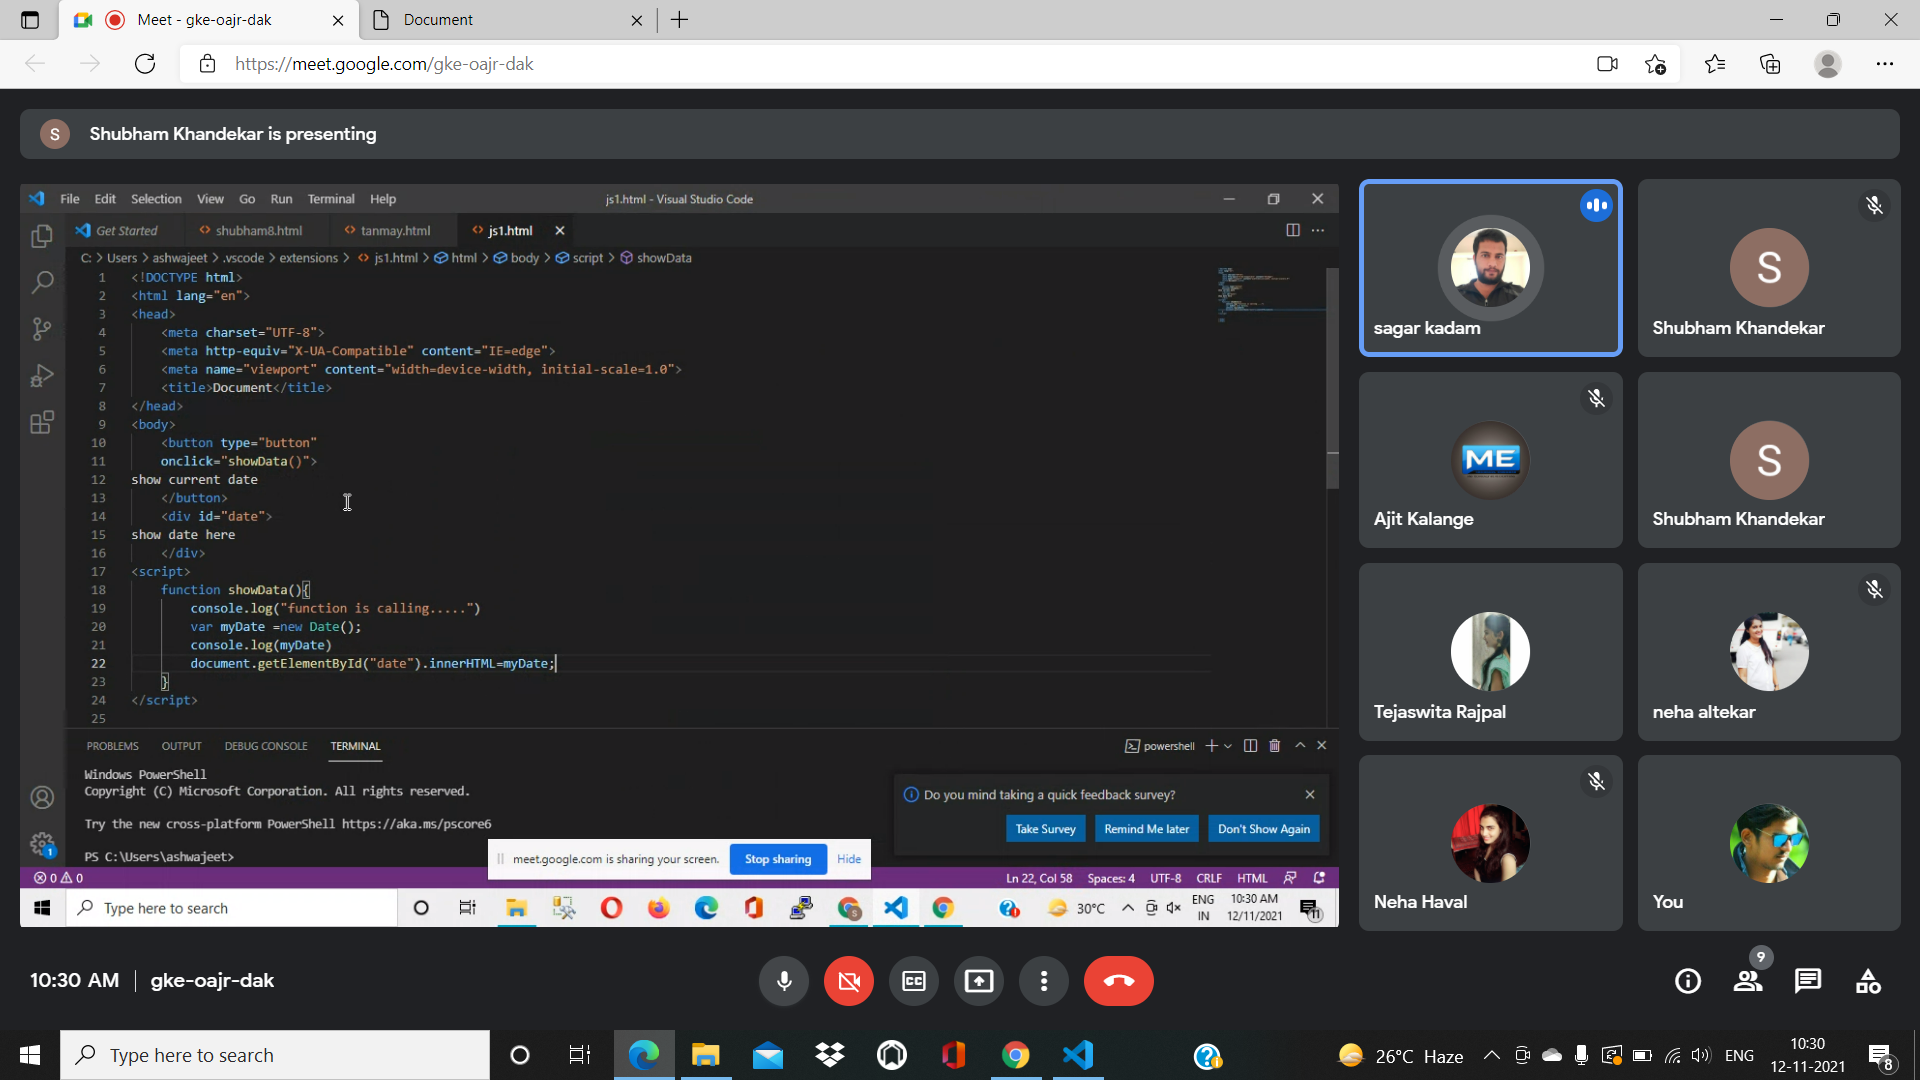 Meet - gke-oajr-dak
Document
https://meet.google.com/gke-oajr-dak
S
Shubham Khandekar is presenting
File Edit Selection View Go Run Terminal Help
js1.html - Visual Studio Code
Get Started
shubham8.html
tanmay.html
js1.html
C: > Users > ashwajeet > .vscode > extensions > js1.html > html > body > script > showData
1 <!DOCTYPE html>
2 <html lang="en">
3 <head>
4 <meta charset="UTF-8">
5 <meta http-equiv="X-UA-Compatible" content="IE=edge">
6 <meta name="viewport" content="width=device-width, initial-scale=1.0">
7 <title>Document</title>
8 </head>
9 <body>
10 <button type="button"
11 onclick="showData()">
12 show current date
13 </button>
14 <div id="date">
15 show date here
16 </div>
17 <script>
18 function showData(){
19 console.log("function is calling.....")
20 var myDate =new Date();
21 console.log(myDate)
22 document.getElementById("date").innerHTML=myDate;
23 }
24 </script>
25
PROBLEMS OUTPUT DEBUG CONSOLE TERMINAL
powershell
Windows PowerShell
Copyright (C) Microsoft Corporation. All rights reserved.
Try the new cross-platform PowerShell https://aka.ms/pscore6
PS C:\Users\ashwajeet>
Do you mind taking a quick feedback survey?
Take Survey
Remind Me later
Don't Show Again
meet.google.com is sharing your screen.
Stop sharing
Hide
1
0 0
Ln 22, Col 58 Spaces: 4 UTF-8 CRLF HTML
Type here to search
30°C
ENG
IN
10:30 AM
12/11/2021
11
sagar kadam
S
Shubham Khandekar
ME
Ajit Kalange
S
Shubham Khandekar
Tejaswita Rajpal
neha altekar
Neha Haval
You
10:30 AM
gke-oajr-dak
CC
9
Type here to search
26°C Haze
ENG
10:30
12-11-2021
8